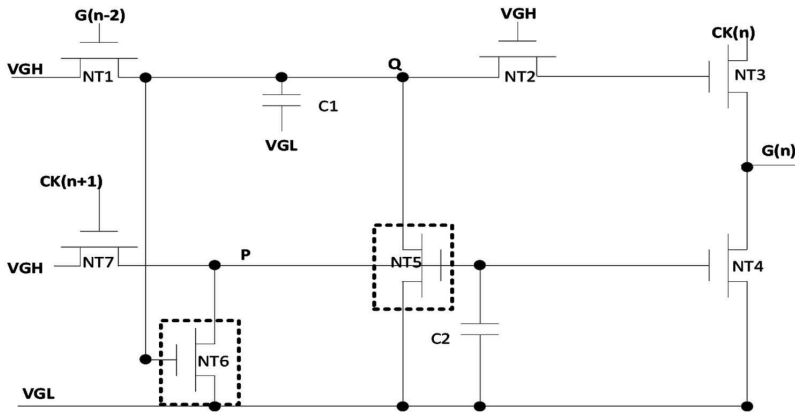 G(n-2)
VGH
CK(n)
VGH
NT1
Q
NT2
NT3
C1
VGL
G(n)
CK(n+1)
P
NT5
VGH
NT7
NT4
C2
NT6
VGL